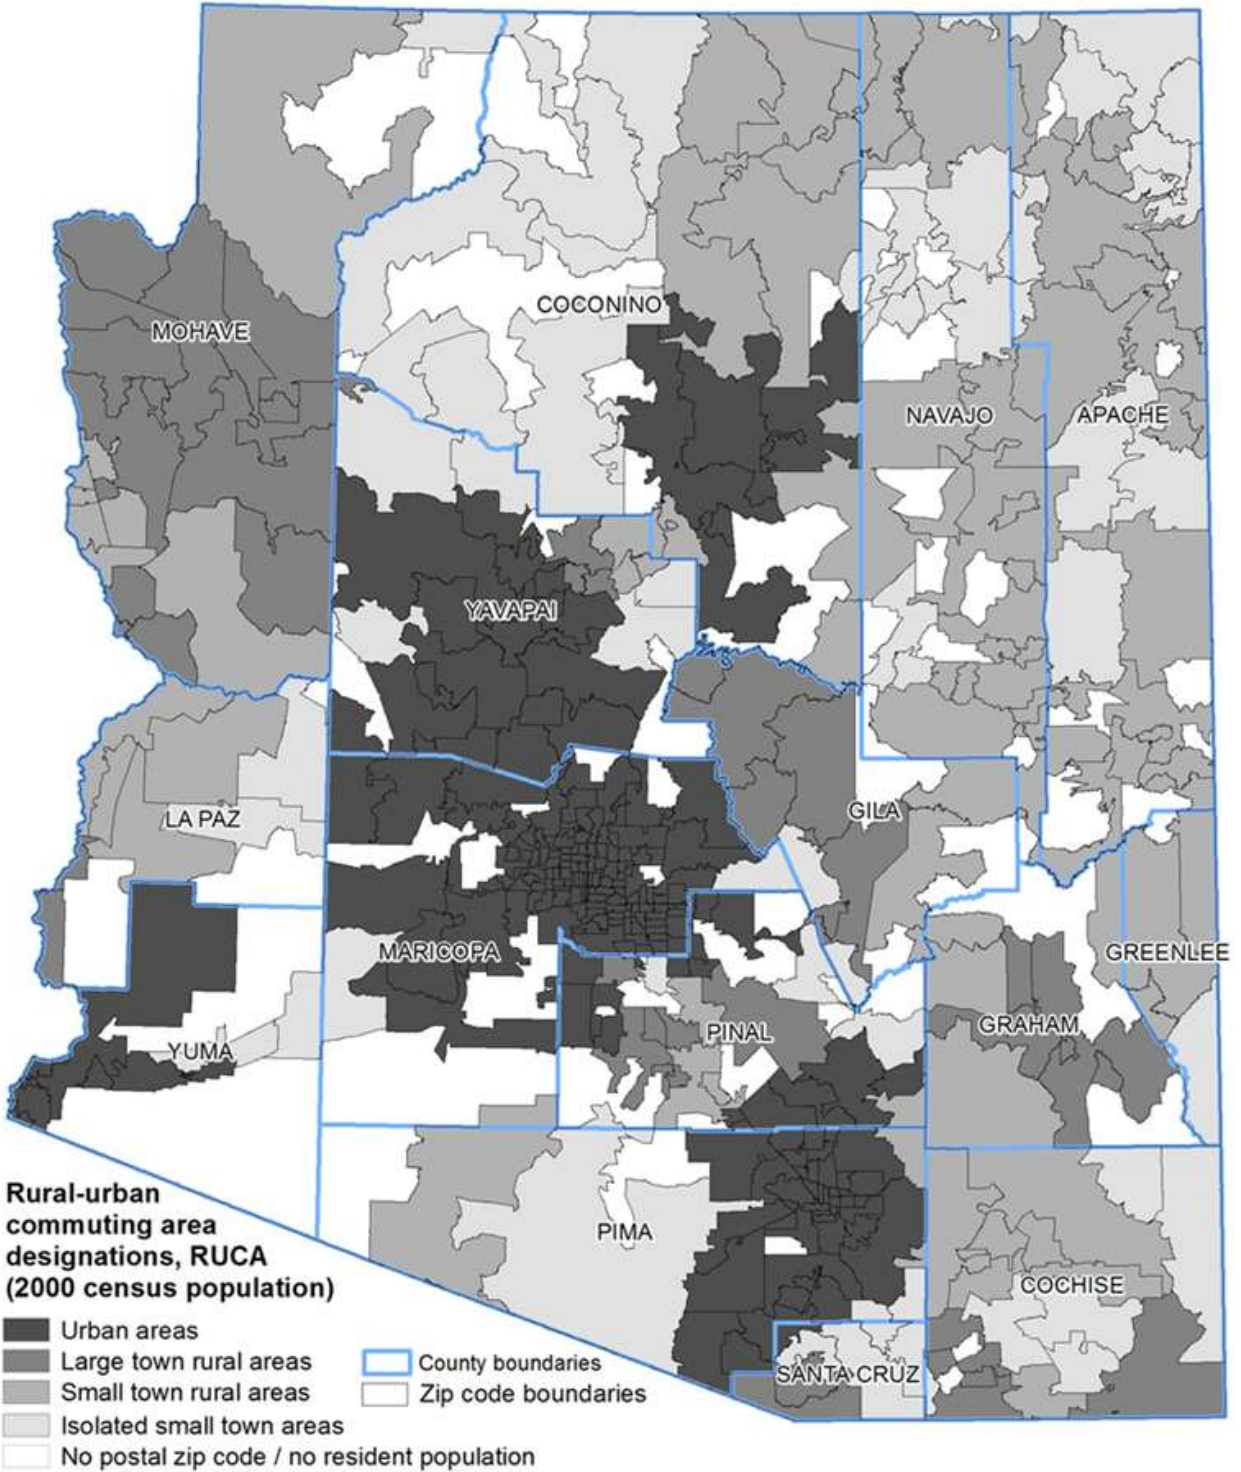 COCONINO
MOHAVE
NAVAJO
APACHE
YAVAPAI
LA PAZ
GILA
MARICOPA
GREENLEE
GRAHAM
PINAL
YUMA
PIMA
COCHISE
SANTA CRUZ
Rural-urban
commuting area
designations, RUCA
(2000 census population)
Urban areas
Large town rural areas
Small town rural areas
Isolated small town areas
No postal zip code / no resident population
County boundaries
Zip code boundaries